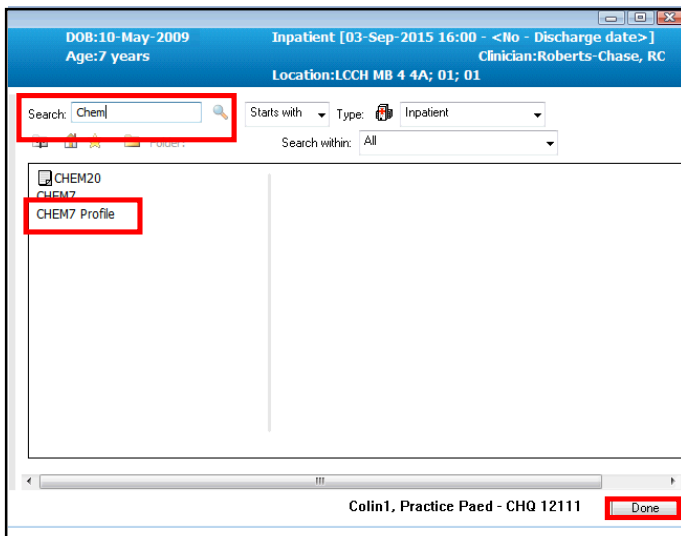 DOB:10-May-2009 Inpatient [03-Sep-2015 16:00 - <No - Discharge date>]
Age:7 years Clinician:Roberts-Chase, RC
Location:LCCH MB 4 4A; 01; 01
Search: Chem Starts with Type: Inpatient
Folder: Search within: All
CHEM20
CHEM7
CHEM7 Profile
Colin1, Practice Paed - CHQ 12111 Done